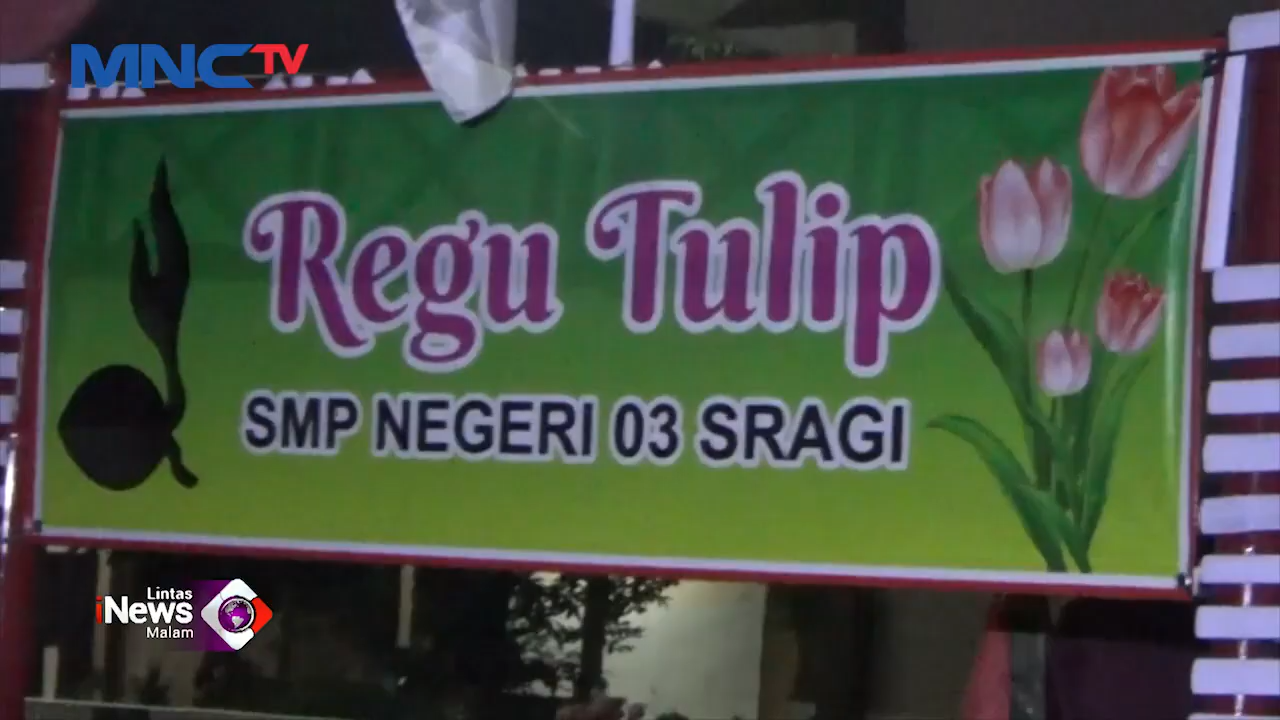 MNCTV
Regu Tulip
SMP NEGERI 03 SRAGI
Lintas
iNews
Malam